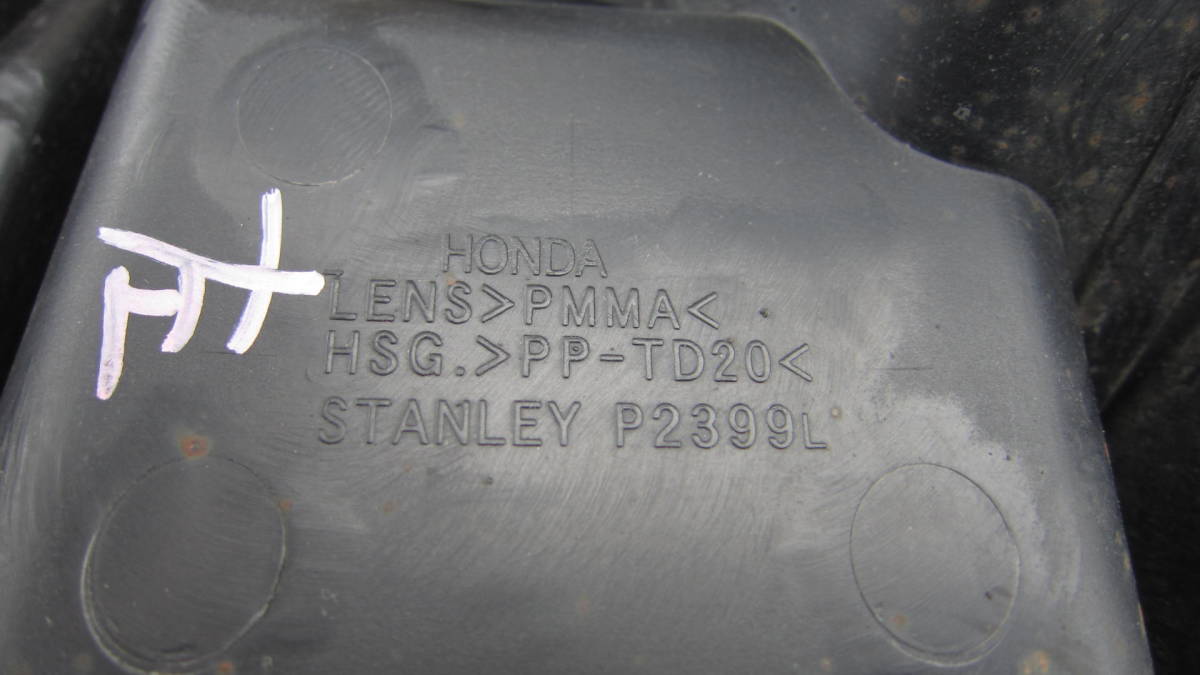 HONDA
LENS>PMMA<
HSG.>PP-TD20<
STANLEY P2399L